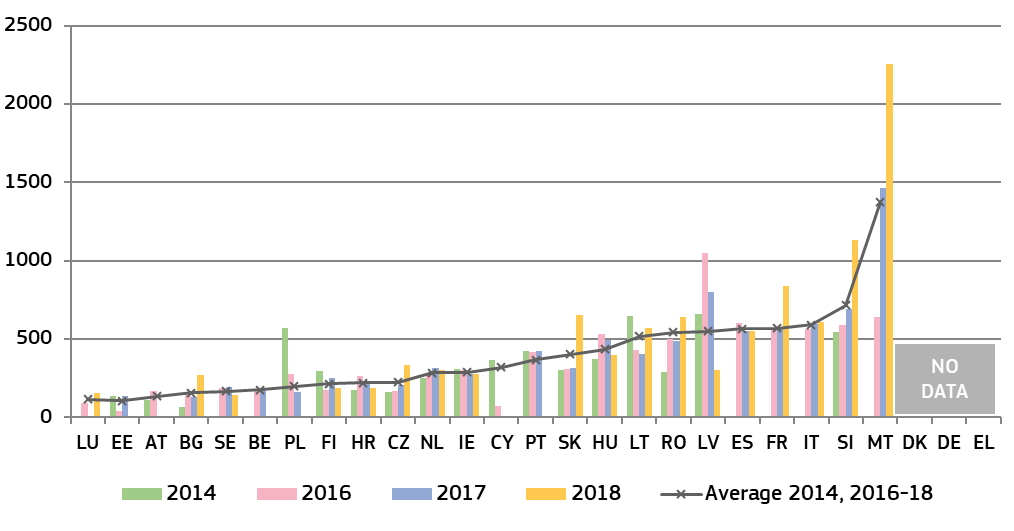 2500
2000
1500
1000
500
0
NO
DATA
LU EE AT BG SE BE PL FI HR CZ NL IE CY PT SK HU LT RO LV ES FR IT SI MT DK DE EL
2014 2016 2017 2018 Average 2014, 2016-18